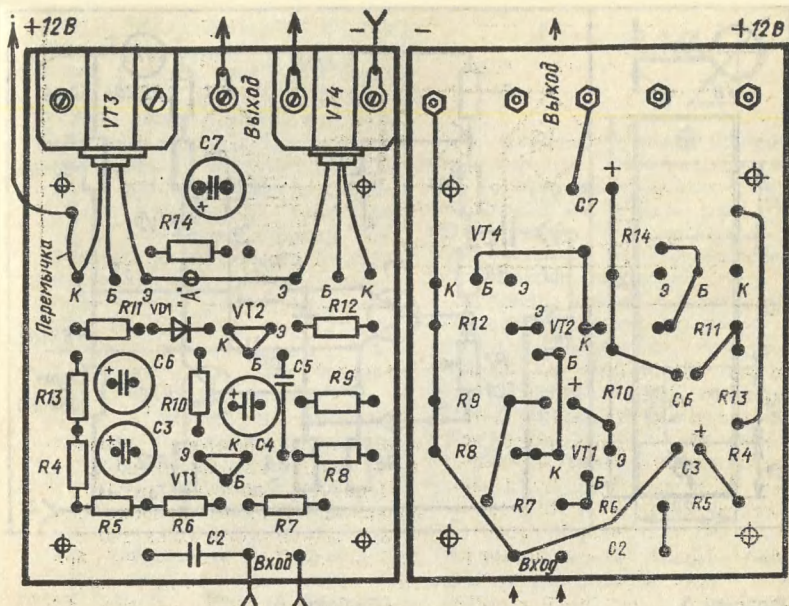 +12В
–
VT3
Выход
VT4
C7
R14
Перемычка
К
Б
Э
"А"
Э
Б
К
R11
VD1
VT2
К
Э
Б
R12
C6
R13
R10
C5
R9
C4
C3
R4
Э
К
Б
VT1
R8
R5
R6
R7
C2
Вход
–
Выход
+12В
C7
+
VT4
R14
К
Б
Э
Э
Б
К
R12
Э
VT2
К
R11
Б
R9
+
R10
C6
R13
R8
К
VT1
Э
C3
+
R4
Б
R7
R6
R5
C2
Вход